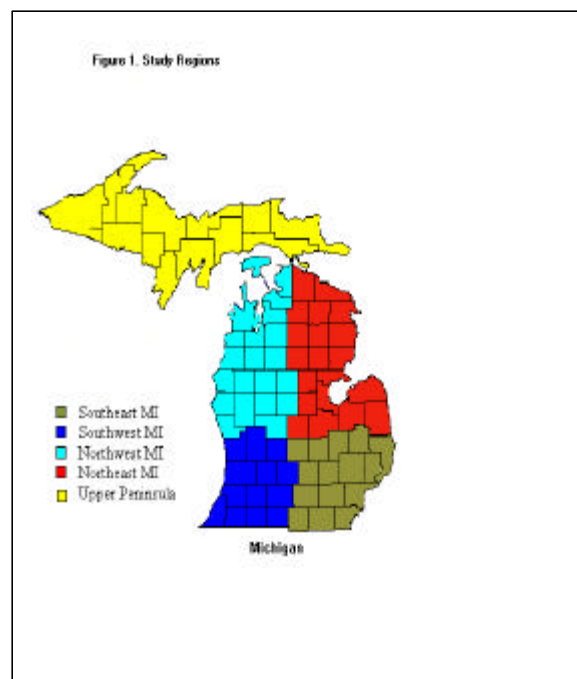 Figure 1. Study Regions
Southeast MI
Southwest MI
Northwest MI
Northeast MI
Upper Peninsula
Michigan